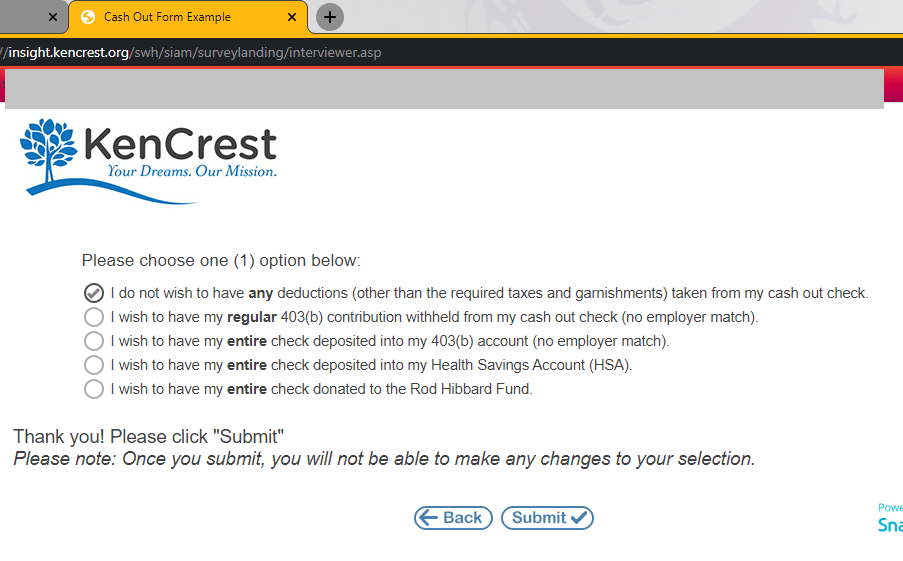 Cash Out Form Example
//insight.kencrest.org/swh/siam/surveylanding/interviewer.asp
KenCrest
Your Dreams. Our Mission.
Please choose one (1) option below:
I do not wish to have any deductions (other than the required taxes and garnishments) taken from my cash out check.
I wish to have my regular 403(b) contribution withheld from my cash out check (no employer match).
I wish to have my entire check deposited into my 403(b) account (no employer match).
I wish to have my entire check deposited into my Health Savings Account (HSA).
I wish to have my entire check donated to the Rod Hibbard Fund.
Thank you! Please click "Submit"
Please note: Once you submit, you will not be able to make any changes to your selection.
Back Submit
Powe
Sna